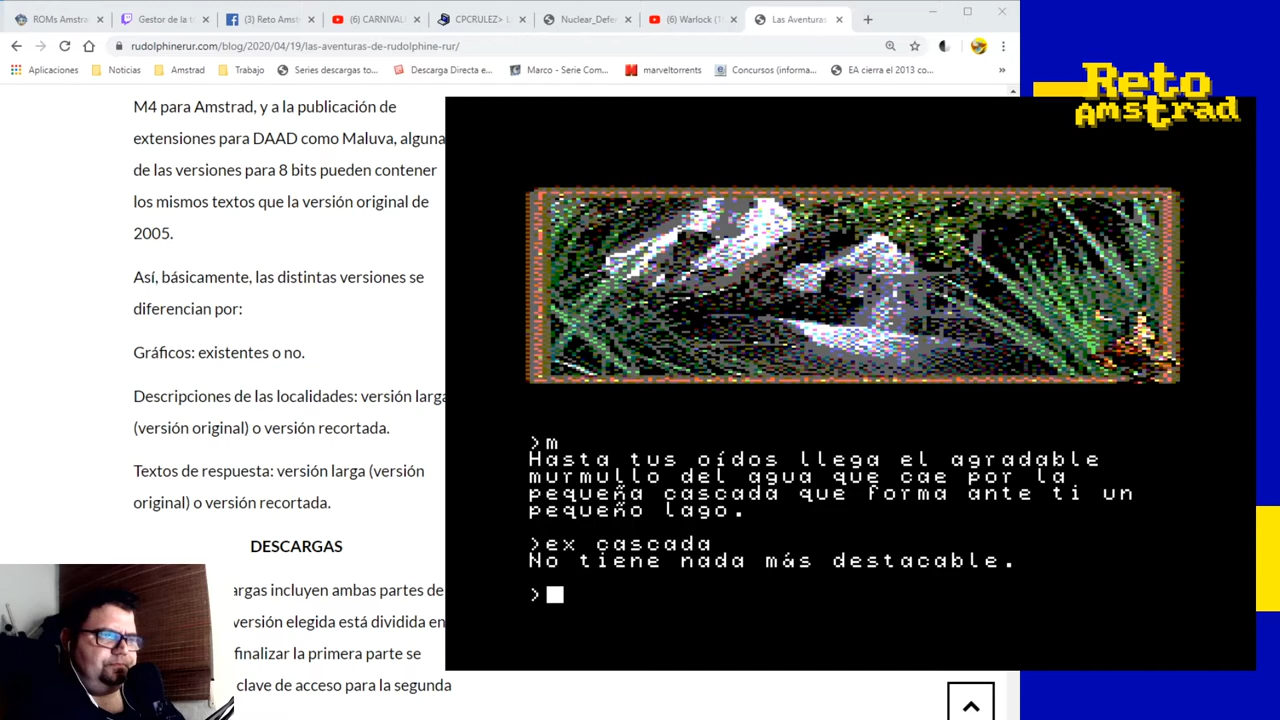 ROMs Amstra
Gestor de la t
(3) Reto Amst
(6) CARNIVAL
CPCRULEZ> L
Nuclear_Defe
(6) Warlock (1
Las Aventuras
rudolphinerur.com/blog/2020/04/19/las-aventuras-de-rudolphine-rur/
Aplicaciones
Noticias
Amstrad
Trabajo
Series descargas to...
Descarga Directa e...
Marco - Serie Com...
marveltorrents
Concursos (informa...
EA cierra el 2013 co...
»
Reto
Amstrad
M4 para Amstrad, y a la publicación de
extensiones para DAAD como Maluva, alguna
de las versiones para 8 bits pueden contener
los mismos textos que la versión original de
2005.
Así, básicamente, las distintas versiones se
diferencian por:
Gráficos: existentes o no.
Descripciones de las localidades: versión larga
(versión original) o versión recortada.
Textos de respuesta: versión larga (versión
original) o versión recortada.
DESCARGAS
argas incluyen ambas partes de
versión elegida está dividida en
finalizar la primera parte se
clave de acceso para la segunda
>m
Hasta tus oídos llega el agradable
murmullo del agua que cae por la
pequeña cascada que forma ante ti un
pequeño lago.
>ex cascada
No tiene nada más destacable.
>